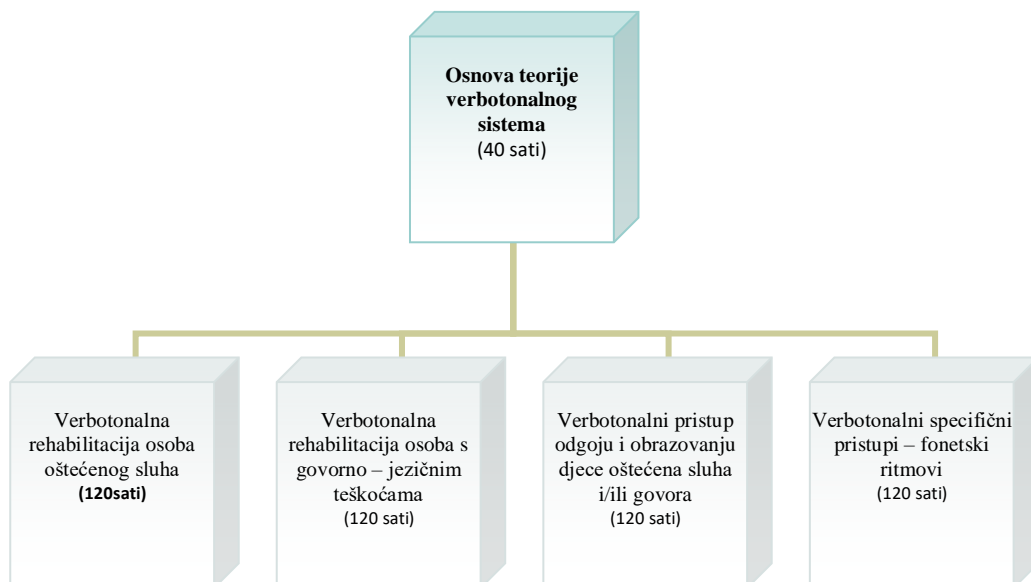 Osnova teorije
verbotonalnog
sistema
(40 sati)
Verbotonalna
rehabilitacija osoba
oštećenog sluha
(120sati)
Verbotonalna
rehabilitacija osoba s
govorno – jezičnim
teškoćama
(120 sati)
Verbotonalni pristup
odgoju i obrazovanju
djece oštećena sluha
i/ili govora
(120 sati)
Verbotonalni specifični
pristupi – fonetski
ritmovi
(120 sati)